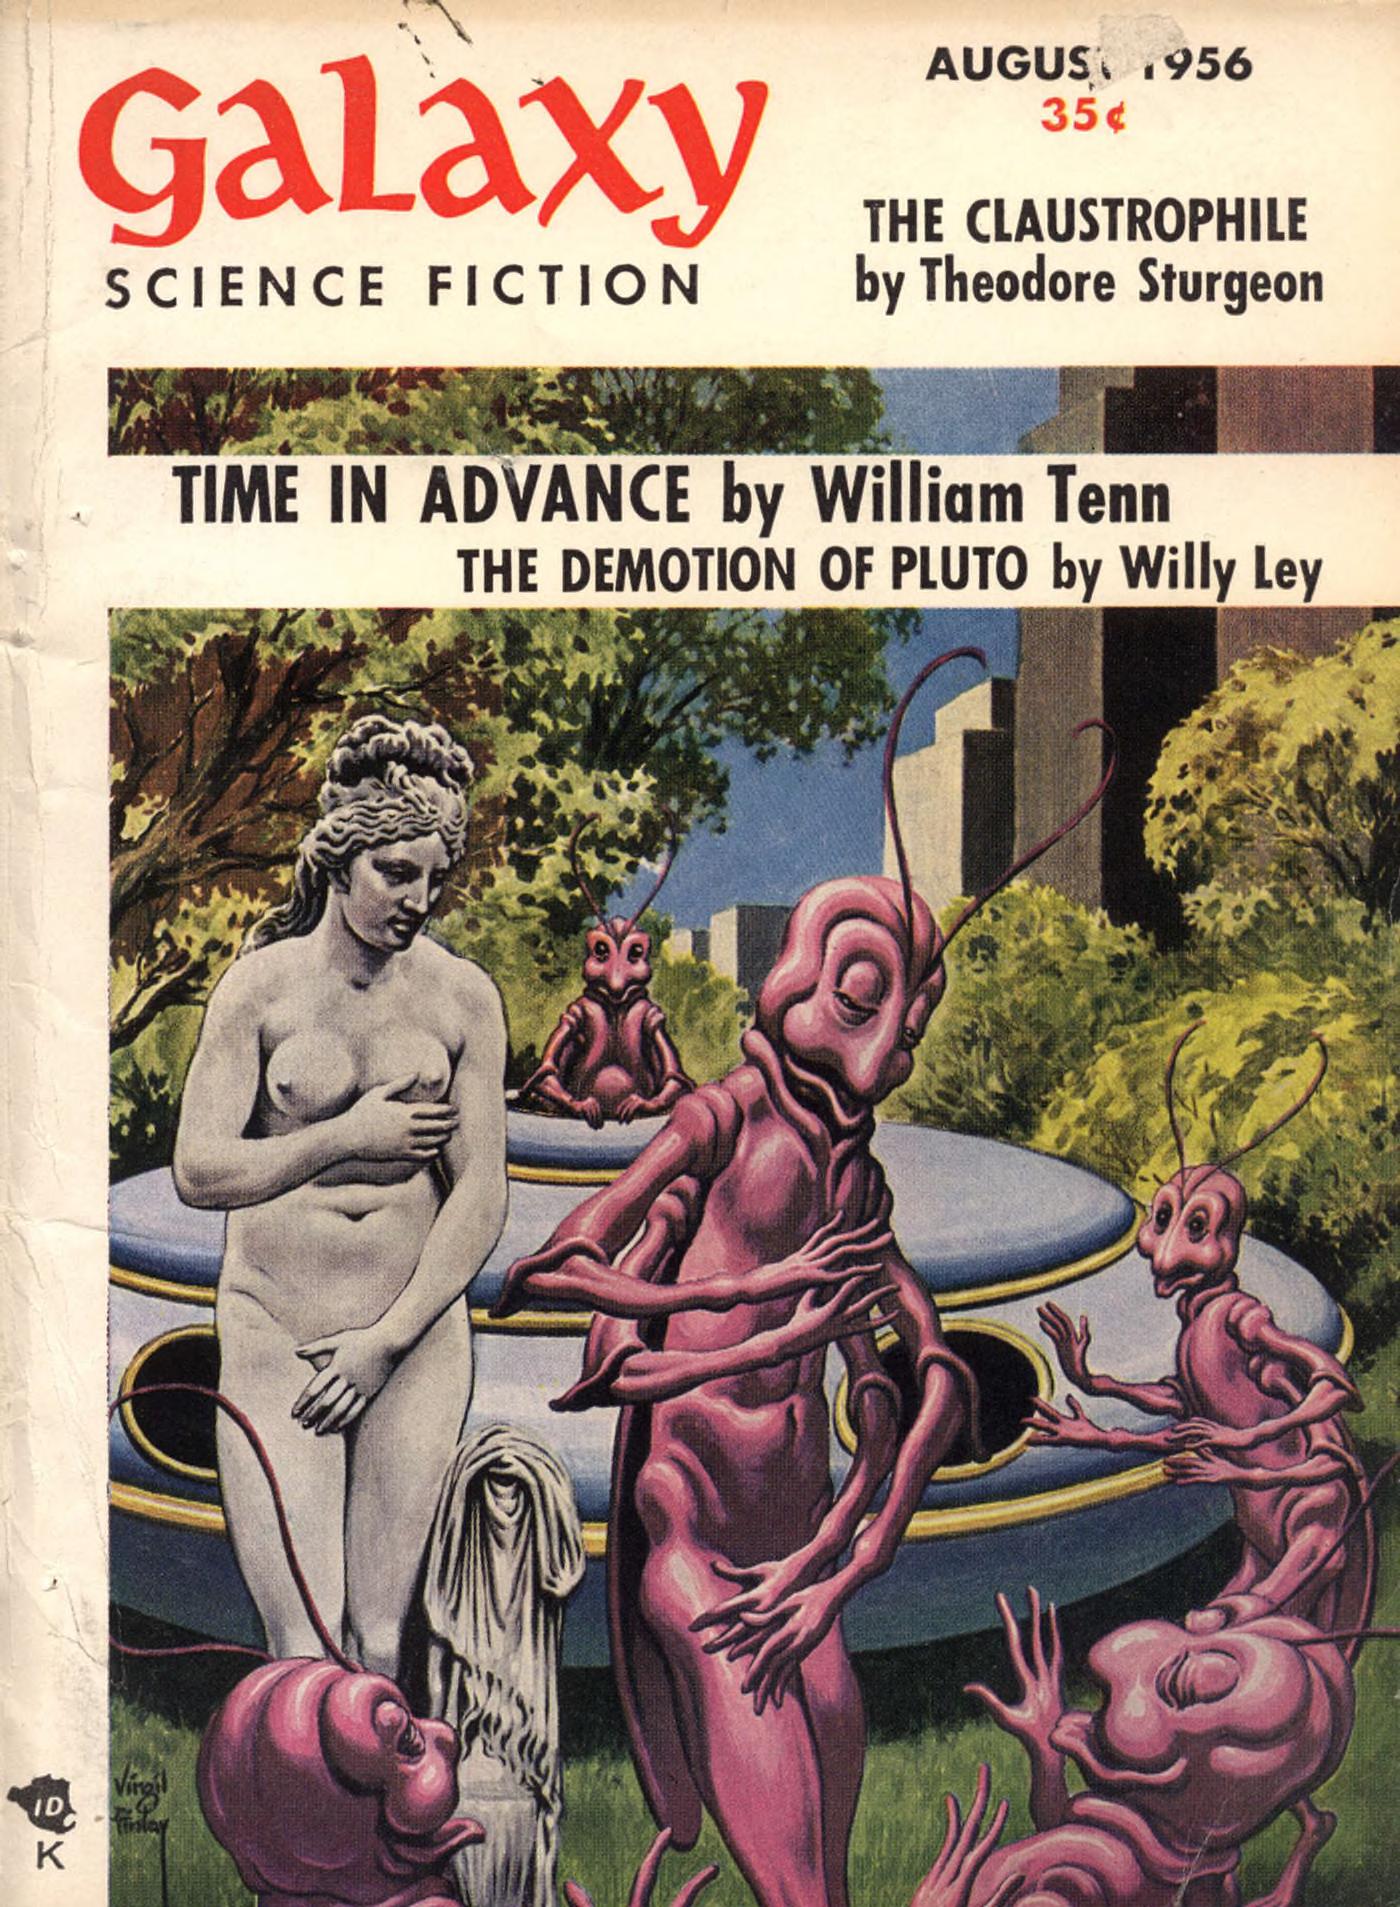 Galaxy
SCIENCE FICTION
AUGUST 1956
35¢
THE CLAUSTROPHILE
by Theodore Sturgeon
TIME IN ADVANCE by William Tenn
THE DEMOTION OF PLUTO by Willy Ley
Virgil
Finlay
ID
K